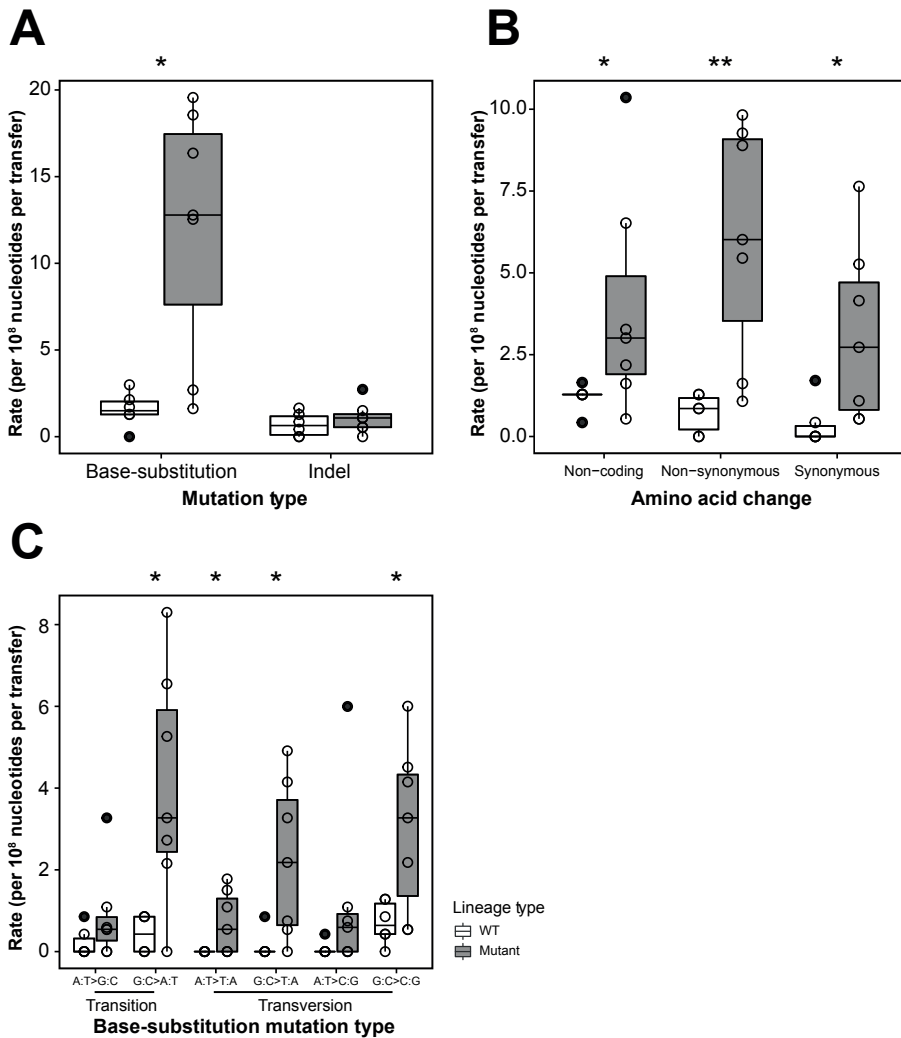 A
*
Rate (per 10⁸ nucleotides per transfer)
20
15
10
5
0
Base-substitution Indel
Mutation type
B
* ** *
Rate (per 10⁸ nucleotides per transfer)
10.0
7.5
5.0
2.5
0.0
Non−coding Non−synonymous Synonymous
Amino acid change
C
* * * *
Rate (per 10⁸ nucleotides per transfer)
8
6
4
2
0
A:T>G:C G:C>A:T A:T>T:A G:C>T:A A:T>C:G G:C>C:G
Transition Transversion
Base-substitution mutation type
Lineage type
WT
Mutant